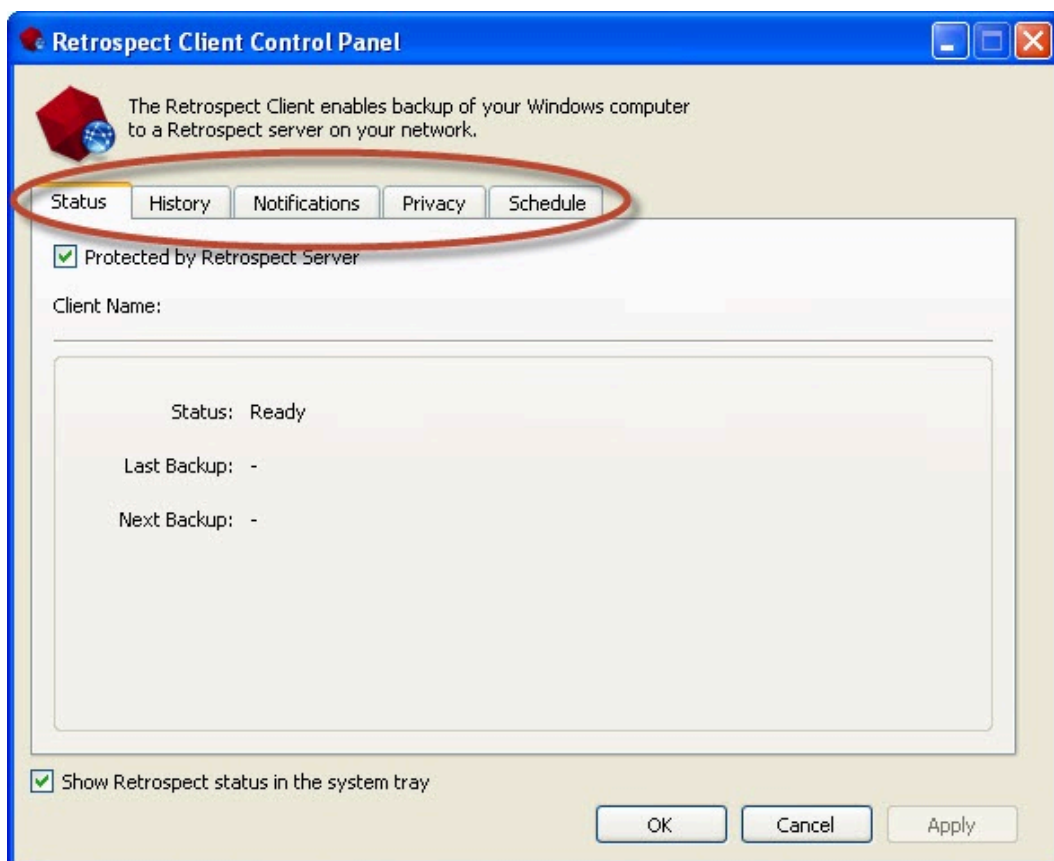 Retrospect Client Control Panel
The Retrospect Client enables backup of your Windows computer
to a Retrospect server on your network.
Status History Notifications Privacy Schedule
Protected by Retrospect Server
Client Name:
Status: Ready
Last Backup: -
Next Backup: -
Show Retrospect status in the system tray
OK Cancel Apply